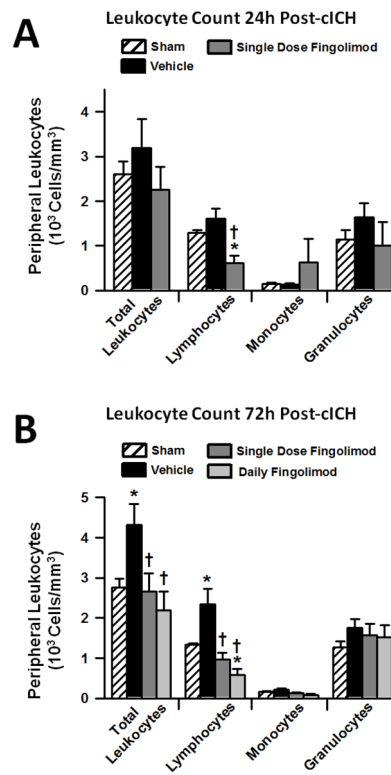 A
Leukocyte Count 24h Post-cICH
Sham
Single Dose Fingolimod
Vehicle
Peripheral Leukocytes
(10³ Cells/mm³)
4
3
2
1
0
†
*
Total
Leukocytes
Lymphocytes
Monocytes
Granulocytes
B
Leukocyte Count 72h Post-cICH
Sham
Single Dose Fingolimod
Vehicle
Daily Fingolimod
Peripheral Leukocytes
(10³ Cells/mm³)
5
4
3
2
1
0
*
†
†
*
†
†
*
Total
Leukocytes
Lymphocytes
Monocytes
Granulocytes